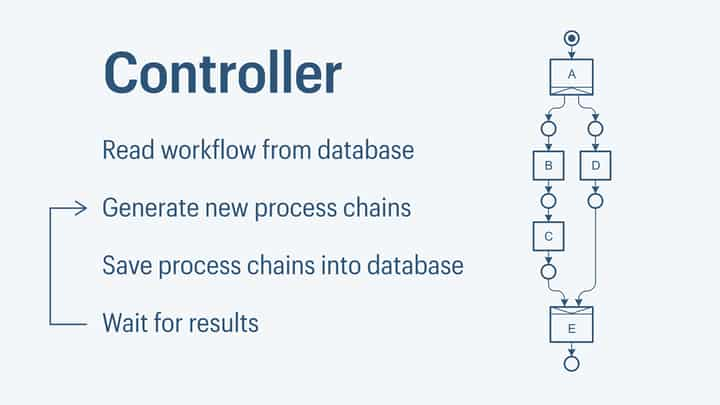 Controller
Read workflow from database
Generate new process chains
Save process chains into database
Wait for results
A
B
D
C
E